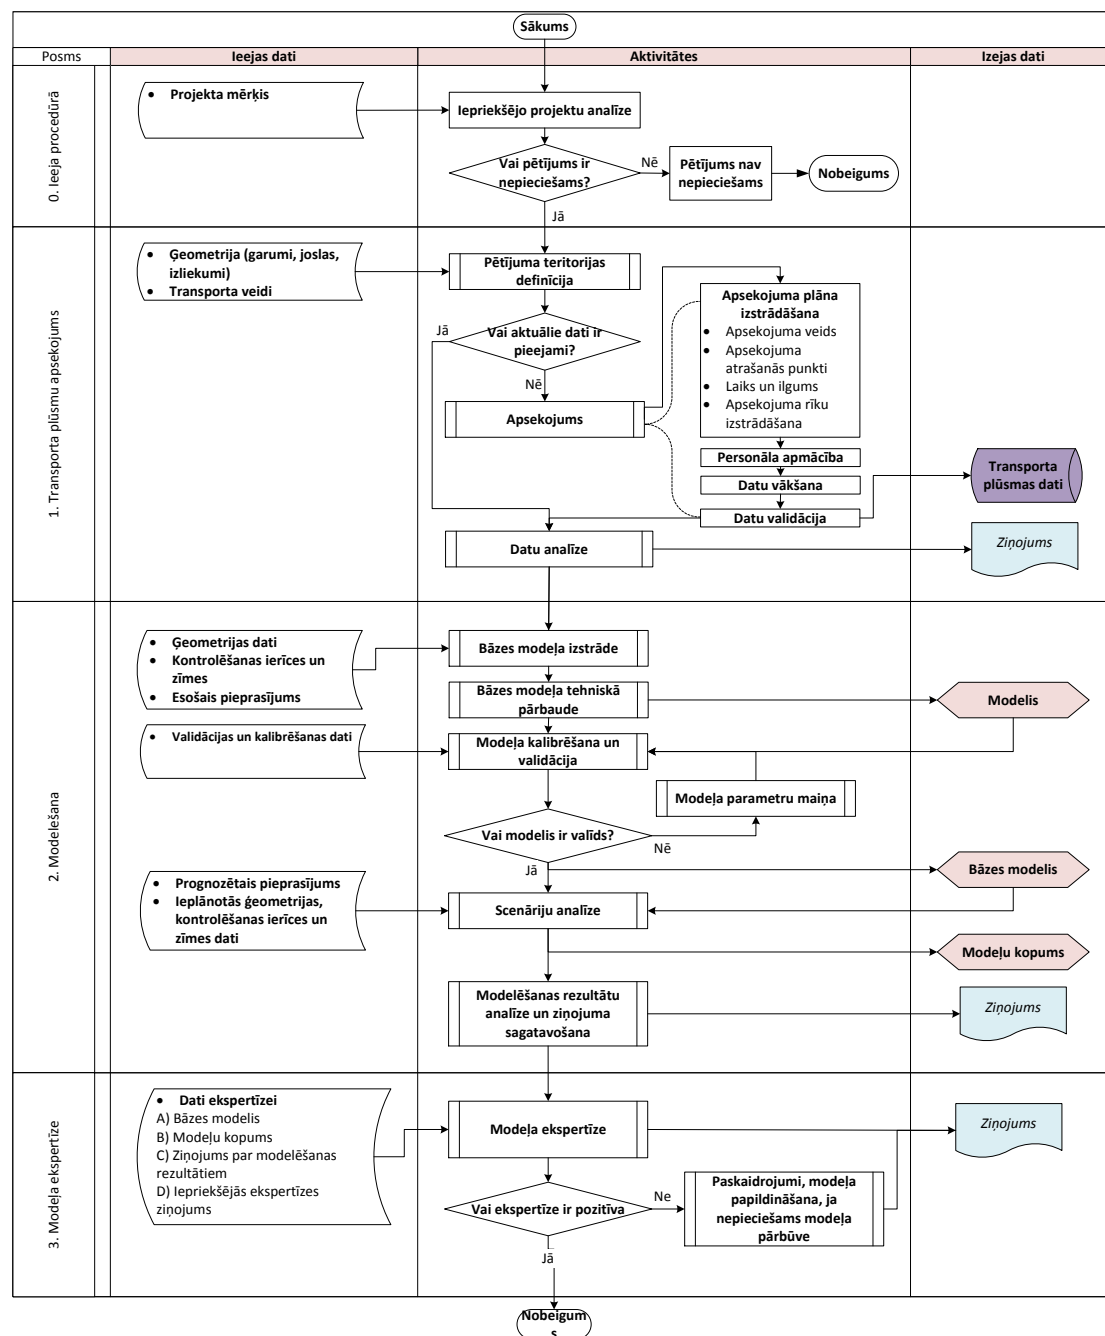 Sākums
Posms
Ieejas dati
Aktivitātes
Izejas dati
0. Ieeja procedūrā
• Projekta mērķis
Iepriekšējo projektu analīze
Vai pētījums ir
nepieciešams?
Nē
Pētījums nav
nepieciešams
Nobeigums
Jā
1. Transporta plūsmu apsekojums
• Ģeometrija (garumi, joslas,
izliekumi)
• Transporta veidi
Pētījuma teritorijas
definīcija
Jā
Vai aktuālie dati ir
pieejami?
Nē
Apsekojums
Apsekojuma plāna
izstrādāšana
• Apsekojuma veids
• Apsekojuma
atrašanās punkti
• Laiks un ilgums
• Apsekojuma rīku
izstrādāšana
Personāla apmācība
Datu vākšana
Datu validācija
Transporta
plūsmas dati
Datu analīze
Ziņojums
2. Modelešana
• Ģeometrijas dati
• Kontrolēšanas ierīces un
zīmes
• Esošais pieprasījums
Bāzes modeļa izstrāde
Bāzes modeļa tehniskā
pārbaude
Modelis
• Validācijas un kalibrēšanas dati
Modeļa kalibrēšana un
validācija
Modeļa parametru maiņa
Vai modelis ir valīds?
Nē
Jā
Bāzes modelis
• Prognozētais pieprasījums
• Ieplānotās ģeometrijas,
kontrolēšanas ierīces un
zīmes dati
Scenāriju analīze
Modeļu kopums
Modelēšanas rezultātu
analīze un ziņojuma
sagatavošana
Ziņojums
3. Modeļa ekspertīze
• Dati ekspertīzei
A) Bāzes modelis
B) Modeļu kopums
C) Ziņojums par modelēšanas
rezultātiem
D) Iepriekšējās ekspertīzes
ziņojums
Modeļa ekspertīze
Ziņojums
Vai ekspertīze ir pozitīva
Ne
Paskaidrojumi, modeļa
papildināšana, ja
nepieciešams modeļa
pārbūve
Jā
Nobeigum
s